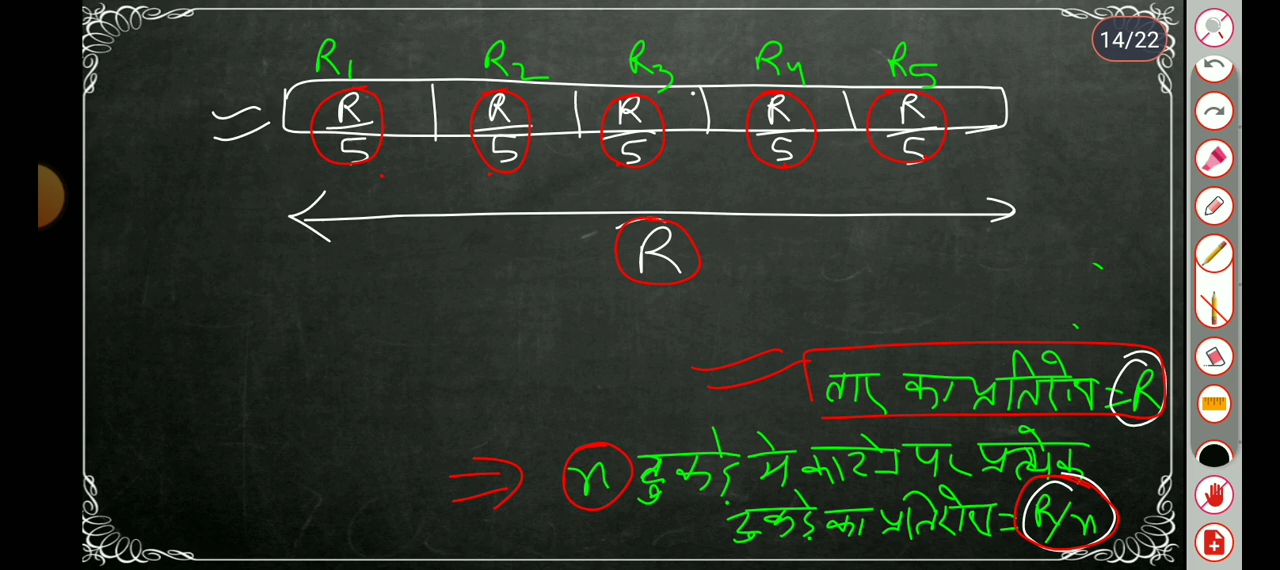 14/22
R₁ R₂ R₃ R₄ R₅
R/5 R/5 R/5 R/5 R/5
R
तार का प्रतिरोध = R
⇒ n टुकड़े में काटने पर प्रत्येक
टुकड़े का प्रतिरोध = R/n